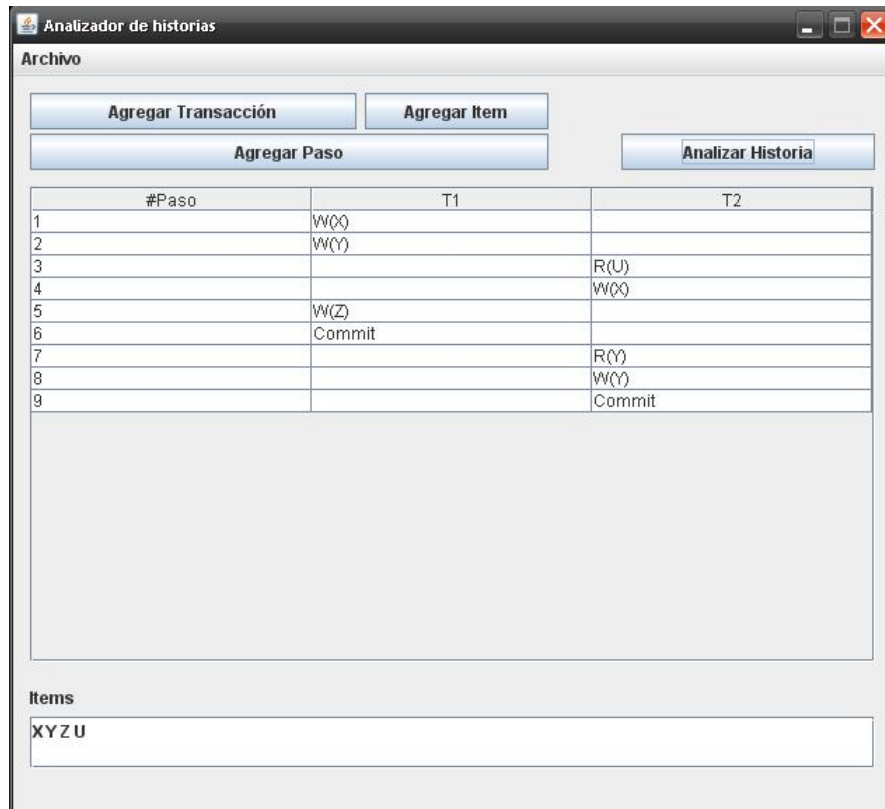 Analizador de historias
Archivo
Agregar Transacción Agregar Item
Agregar Paso Analizar Historia
#Paso T1 T2
1 W(X)
2 W(Y)
3 R(U)
4 W(X)
5 W(Z)
6 Commit
7 R(Y)
8 W(Y)
9 Commit
Items
X Y Z U